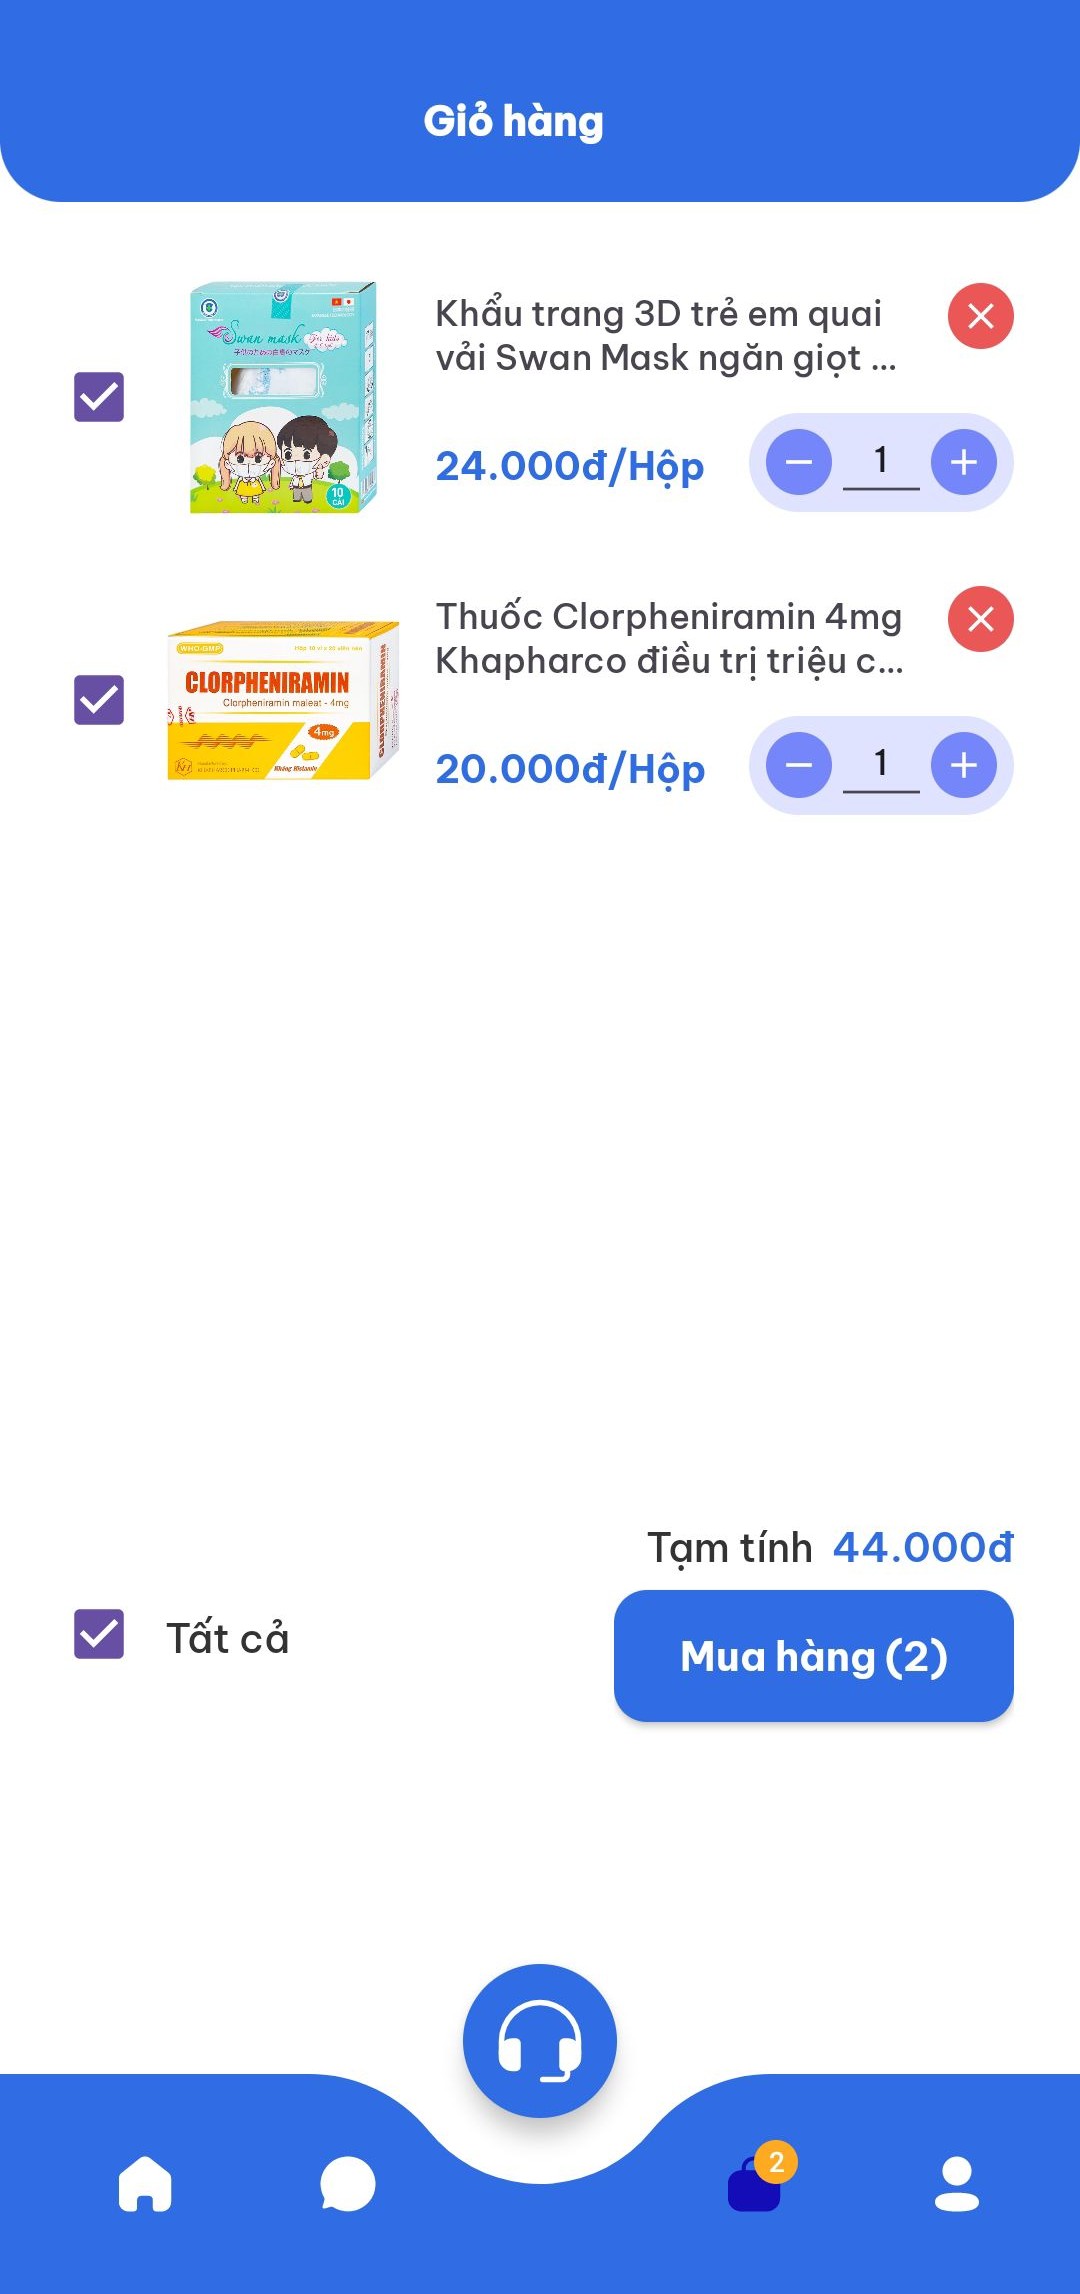 Giỏ hàng
Swan mask
10
CÁI
Khẩu trang 3D trẻ em quai
vải Swan Mask ngăn giọt ...
24.000đ/Hộp
1
WHO-GMP
CLORPHENIRAMIN
Clorpheniramin maleat - 4mg
4mg
CLORPHENIRAMIN
Thuốc Clorpheniramin 4mg
Khapharco điều trị triệu c...
20.000đ/Hộp
1
Tạm tính 44.000đ
Tất cả
Mua hàng (2)
2